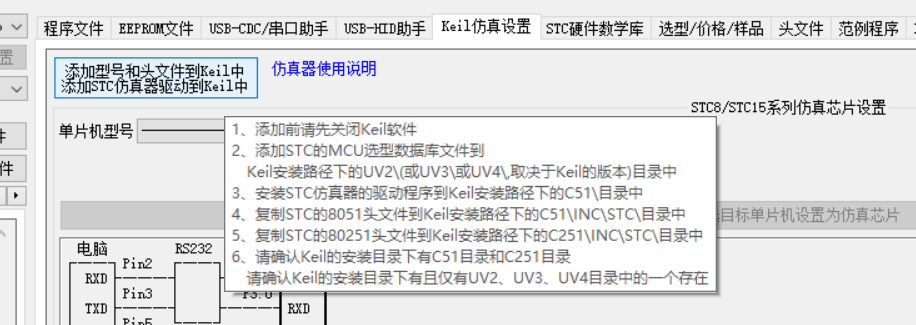 程序文件 EEPROM文件 USB-CDC/串口助手 USB-HID助手 Keil仿真设置 STC硬件数学库 选型/价格/样品 头文件 范例程序
置
添加型号和头文件到Keil中
添加STC仿真器驱动到Keil中
仿真器使用说明
STC8/STC15系列仿真芯片设置
单片机型号
件
件
1、添加前请先关闭Keil软件
2、添加STC的MCU选型数据库文件到
Keil安装路径下的UV2\(或UV3\或UV4\,取决于Keil的版本)目录中
3、安装STC仿真器的驱动程序到Keil安装路径下的C51\目录中
4、复制STC的8051头文件到Keil安装路径下的C51\INC\STC\目录中
5、复制STC的80251头文件到Keil安装路径下的C251\INC\STC\目录中
6、请确认Keil的安装目录下有C51目录和C251目录
请确认Keil的安装目录下有且仅有UV2、UV3、UV4目录中的一个存在
目标单片机设置为仿真芯片
电脑 RS232
RXD Pin2
Pin3 P3.0
TXD RXD
Pin5